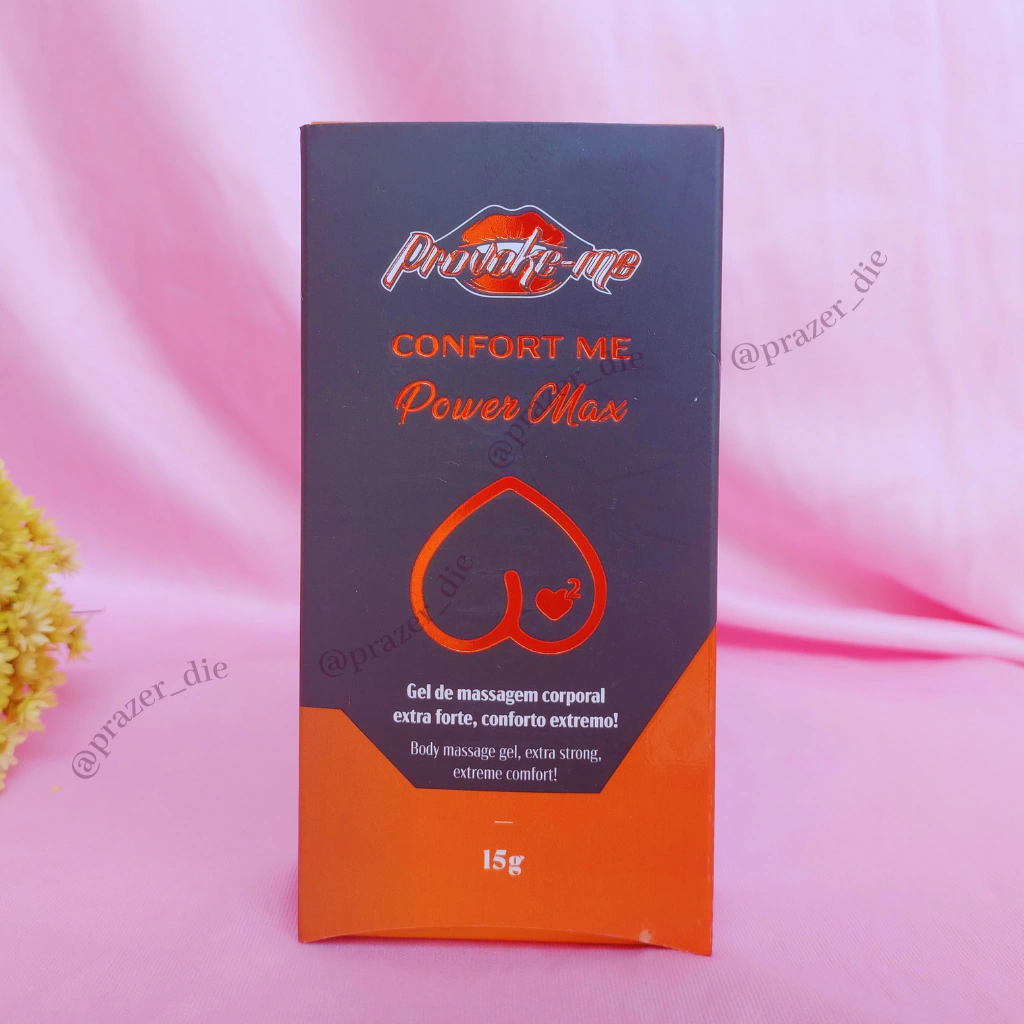 Provoke-me
CONFORT ME
Power Max
2
Gel de massagem corporal
extra forte, conforto extremo!
Body massage gel, extra strong,
extreme comfort!
15g
@prazer_die
@prazer_die
@prazer_die
@prazer_die